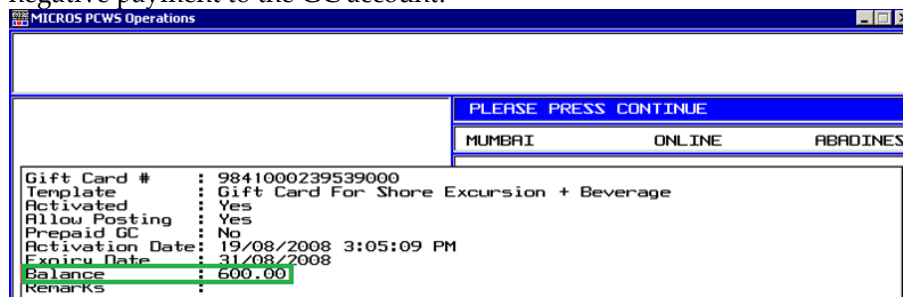 negative payment to the GC account.
MICROS PCWS Operations
PLEASE PRESS CONTINUE
MUMBAI ONLINE ABADINES
Gift Card # : 9841000239539000
Template : Gift Card For Shore Excursion + Beverage
Activated : Yes
Allow Posting : Yes
Prepaid GC : No
Activation Date: 19/08/2008 3:05:09 PM
Expiry Date : 31/08/2008
Balance : 600.00
Remarks :